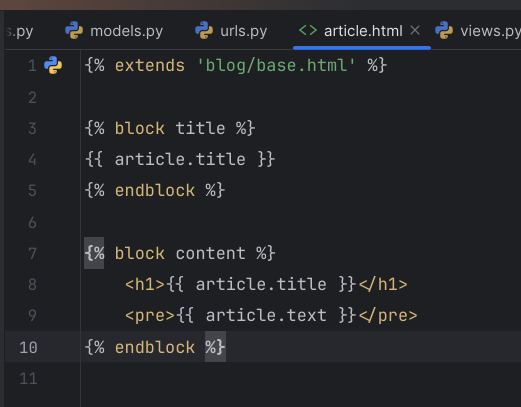 s.py models.py urls.py <> article.html × views.py
1 {% extends 'blog/base.html' %}
2
3 {% block title %}
4 {{ article.title }}
5 {% endblock %}
6
7 {% block content %}
8 <h1>{{ article.title }}</h1>
9 <pre>{{ article.text }}</pre>
10 {% endblock %}
11